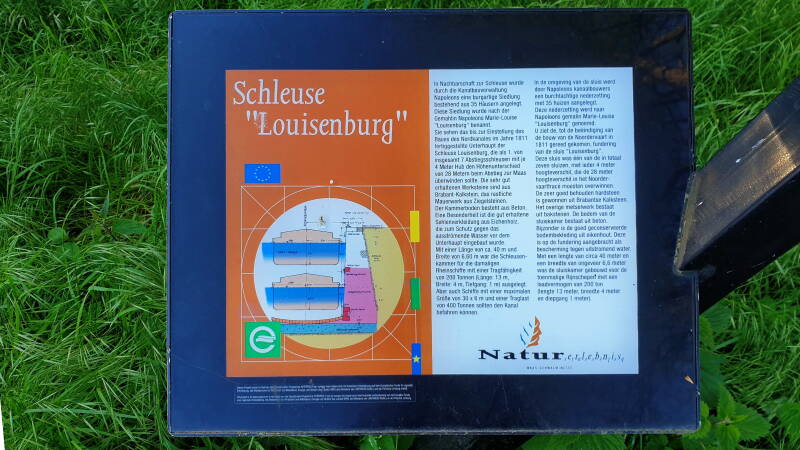 Schleuse
"Louisenburg"
In Nachbarschaft zur Schleuse wurde
durch die Kanalbauverwaltung
Napoleons eine burgartige Siedlung
bestehend aus 35 Häusern angelegt.
Diese Siedlung wurde nach der
Gemahlin Napoleons Marie-Louise
"Louisenburg" benannt.
Sie sehen das bis zur Einstellung des
Baues des Nordkanales im Jahre 1811
fertiggestellte Unterhaupt der
Schleuse Louisenburg, die als 1. von
insgesamt 7 Abstiegsschleusen mit je
4 Meter Hub den Höhenunterschied
von 28 Metern beim Abstieg zur Maas
überwinden sollte. Die sehr gut
erhaltenen Werksteine sind aus
Brabant-Kalkstein, das restliche
Mauerwerk aus Ziegelsteinen.
Der Kammerboden besteht aus Beton.
Eine Besonderheit ist die gut erhaltene
Sohlenverkleidung aus Eichenholz,
die zum Schutz gegen das
ausströmende Wasser vor dem
Unterhaupt eingebaut wurde.
Mit einer Länge von ca. 40 m und
Breite von 6.60 m war die Schleusen-
kammer für die damaligen
Rheinschiffe mit einer Tragfähigkeit
von 200 Tonnen (Länge: 13 m,
Breite: 4 m, Tiefgang: 1 m) ausgelegt.
Aber auch Schiffe mit einer maximalen
Größe von 30 x 6 m und einer Traglast
von 400 Tonnen sollten den Kanal
befahren können.
In de omgeving van de sluis werd
door Napoleons kanaalbouwers
een burchtachtige nederzetting
met 35 huizen aangelegt.
Deze nederzetting werd naar
Napoleons gemalin Marie-Louise
"Louisenburg" genoemd.
U ziet de, tot de beëindiging van
de bouw van de Noordervaart in
1811 gereed gekomen, fundering
van de sluis "Louisenburg".
Deze sluis was één van de in totaal
zeven sluizen, met ieder 4 meter
hoogteverschil, die de 28 meter
hoogteverschil in het Noorder-
vaarttracé moesten overwinnen.
De zeer goed behouden hardsteen
is gewonnen uit Brabantse Kalksteen.
Het overige metselwerk bestaat
uit bakstenen. De bodem van de
sluiskamer bestaat uit beton.
Bijzonder is de goed geconserveerde
bodembekleding uit eikenhout. Deze
is op de fundering aangebracht als
bescherming tegen uitstromend water.
Met een lengte van circa 40 meter en
een breedte van ongeveer 6,6 meter
was de sluiskamer gebouwd voor de
toenmalige Rijnschepen met een
laadvermogen van 200 ton
(lengte 13 meter, breedte 4 meter
en diepgang 1 meter).
Natur,e,r,l,e,b,n,i,s,
MAAS-SCHWALM-NETTE